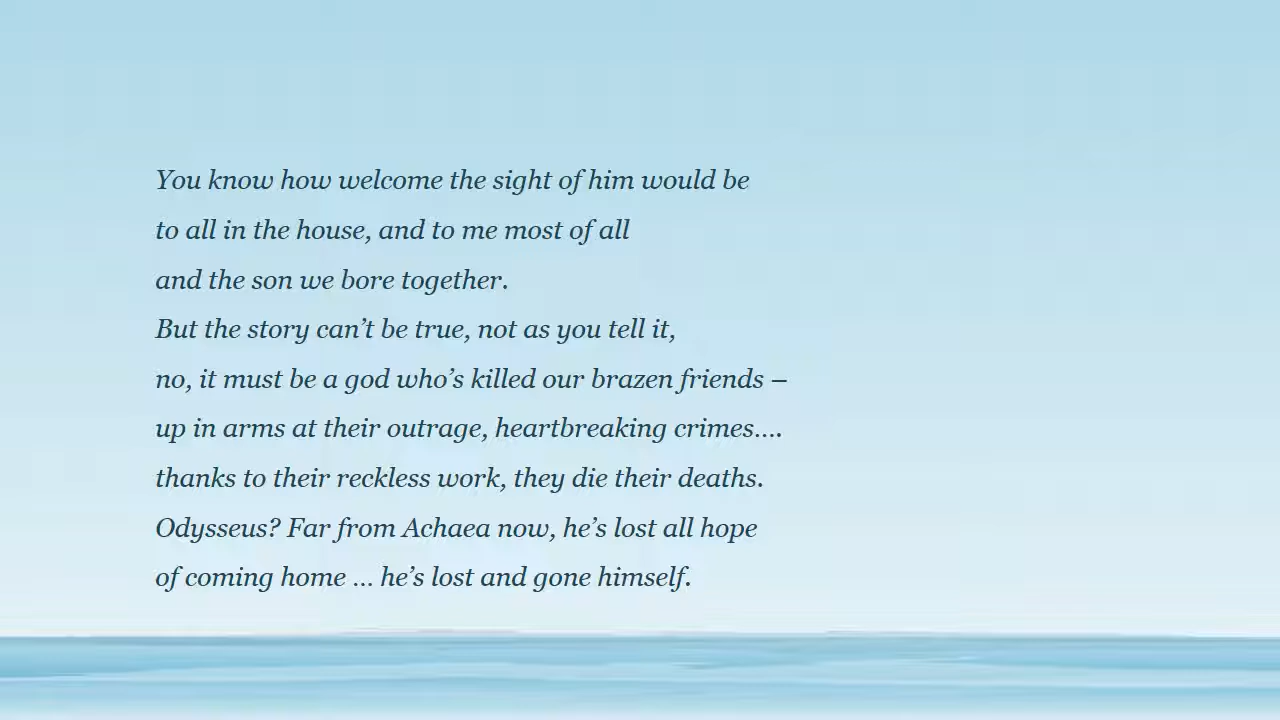 You know how welcome the sight of him would be
to all in the house, and to me most of all
and the son we bore together.
But the story can’t be true, not as you tell it,
no, it must be a god who’s killed our brazen friends –
up in arms at their outrage, heartbreaking crimes….
thanks to their reckless work, they die their deaths.
Odysseus? Far from Achaea now, he’s lost all hope
of coming home … he’s lost and gone himself.